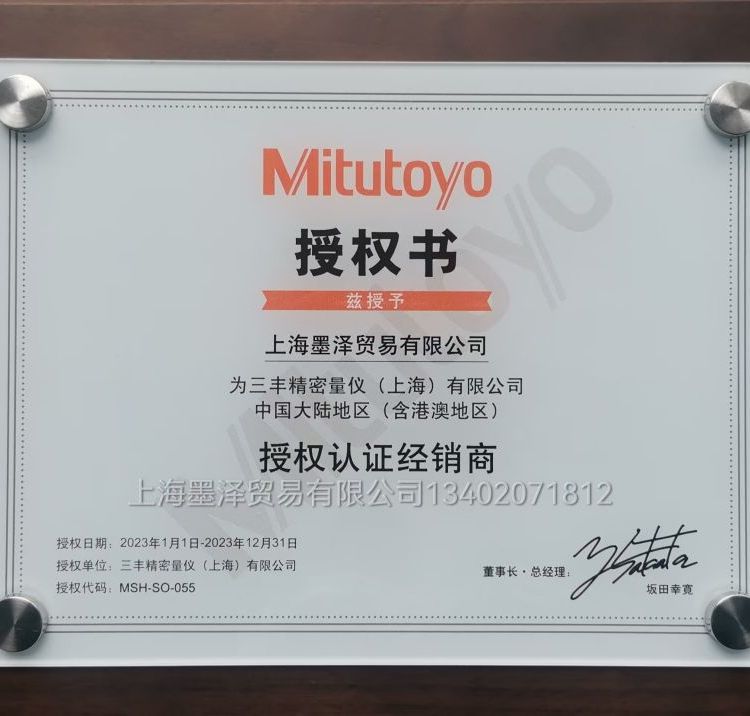 Mitutoyo
授权书
兹授予
上海墨泽贸易有限公司
为三丰精密量仪（上海）有限公司
中国大陆地区（含港澳地区）
授权认证经销商
上海墨泽贸易有限公司13402071812
授权日期：2023年1月1日-2023年12月31日
授权单位：三丰精密量仪（上海）有限公司
授权代码：MSH-SO-055
董事长·总经理：
坂田幸寛
Mitutoyo